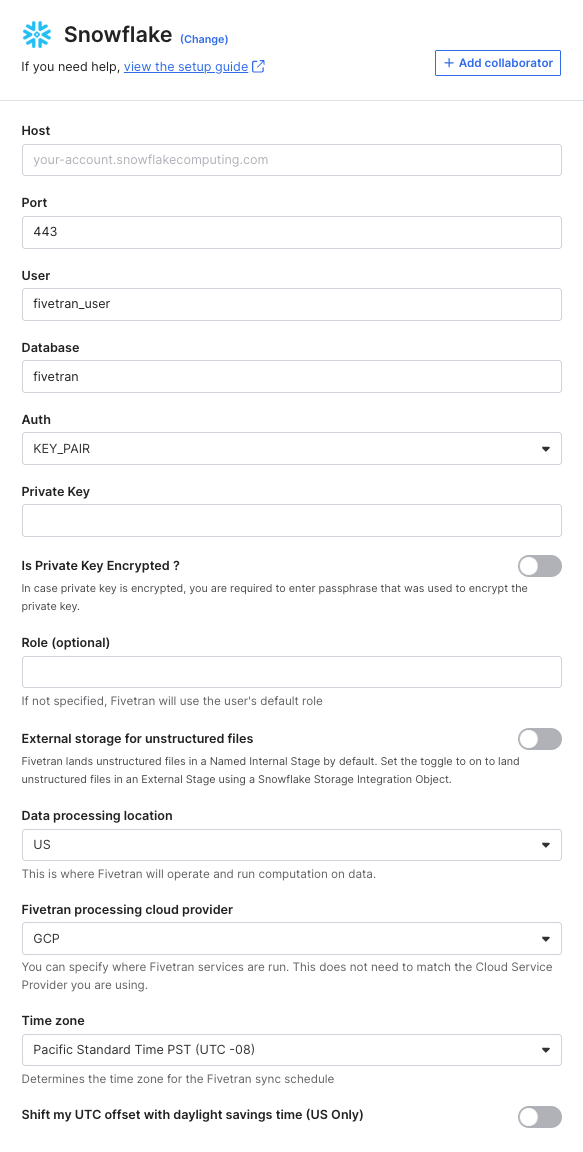 Snowflake (Change)
If you need help, view the setup guide
+ Add collaborator
Host
your-account.snowflakecomputing.com
Port
443
User
fivetran_user
Database
fivetran
Auth
KEY_PAIR
Private Key
Is Private Key Encrypted ?
In case private key is encrypted, you are required to enter passphrase that was used to encrypt the
private key.
Role (optional)
If not specified, Fivetran will use the user's default role
External storage for unstructured files
Fivetran lands unstructured files in a Named Internal Stage by default. Set the toggle to on to land
unstructured files in an External Stage using a Snowflake Storage Integration Object.
Data processing location
US
This is where Fivetran will operate and run computation on data.
Fivetran processing cloud provider
GCP
You can specify where Fivetran services are run. This does not need to match the Cloud Service
Provider you are using.
Time zone
Pacific Standard Time PST (UTC -08)
Determines the time zone for the Fivetran sync schedule
Shift my UTC offset with daylight savings time (US Only)